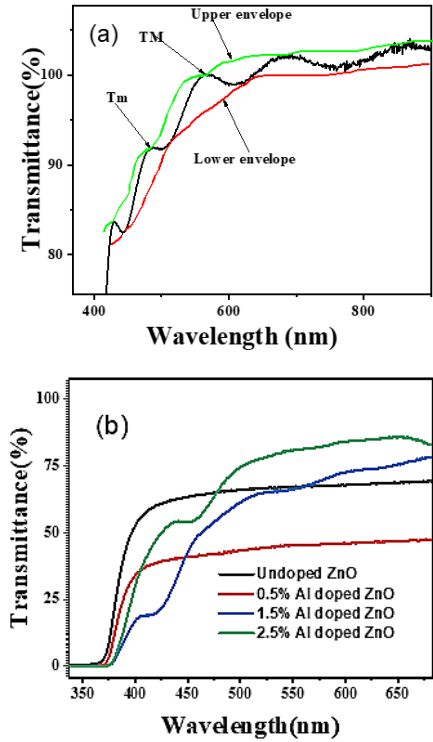 (a)
Upper envelope
TM
Tm
Lower envelope
Transmittance(%)
100
90
80
400
600
800
Wavelength (nm)
(b)
Transmittance(%)
100
75
50
25
0
Undoped ZnO
0.5% Al doped ZnO
1.5% Al doped ZnO
2.5% Al doped ZnO
350 400 450 500 550 600 650
Wavelength(nm)